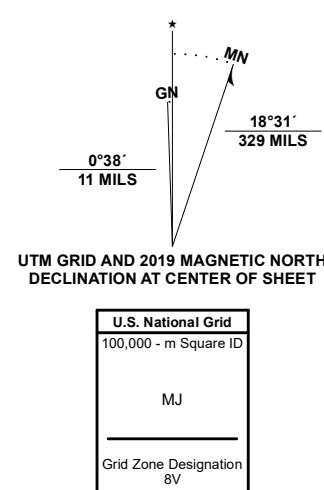 ★
MN
GN
18°31´
329 MILS
0°38´
11 MILS
UTM GRID AND 2019 MAGNETIC NORTH
DECLINATION AT CENTER OF SHEET
U.S. National Grid
100,000 - m Square ID
MJ
Grid Zone Designation
8V